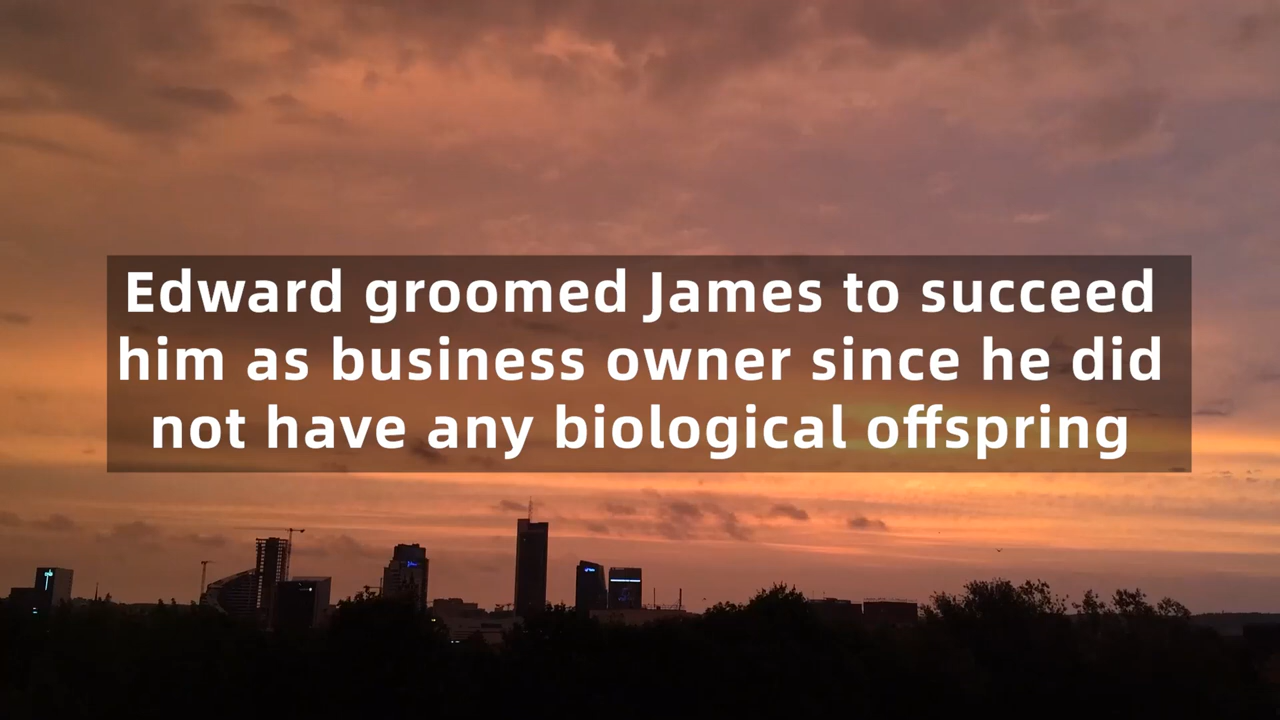 Edward groomed James to succeed
him as business owner since he did
not have any biological offspring